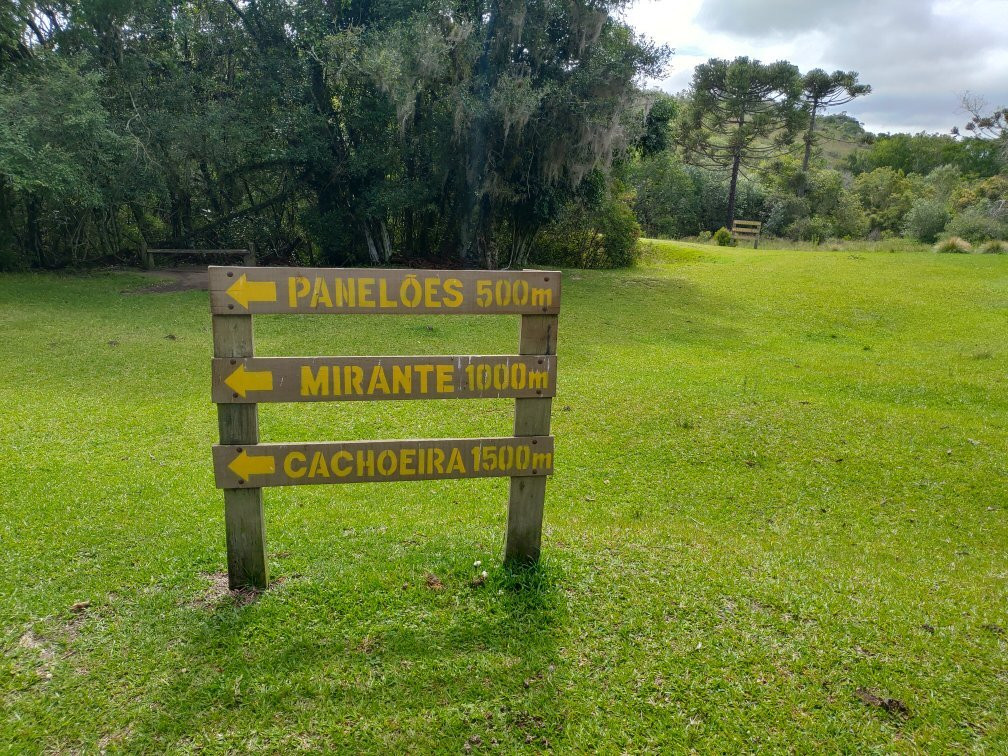 PANELÕES 500m
MIRANTE 1000m
CACHOEIRA 1500m